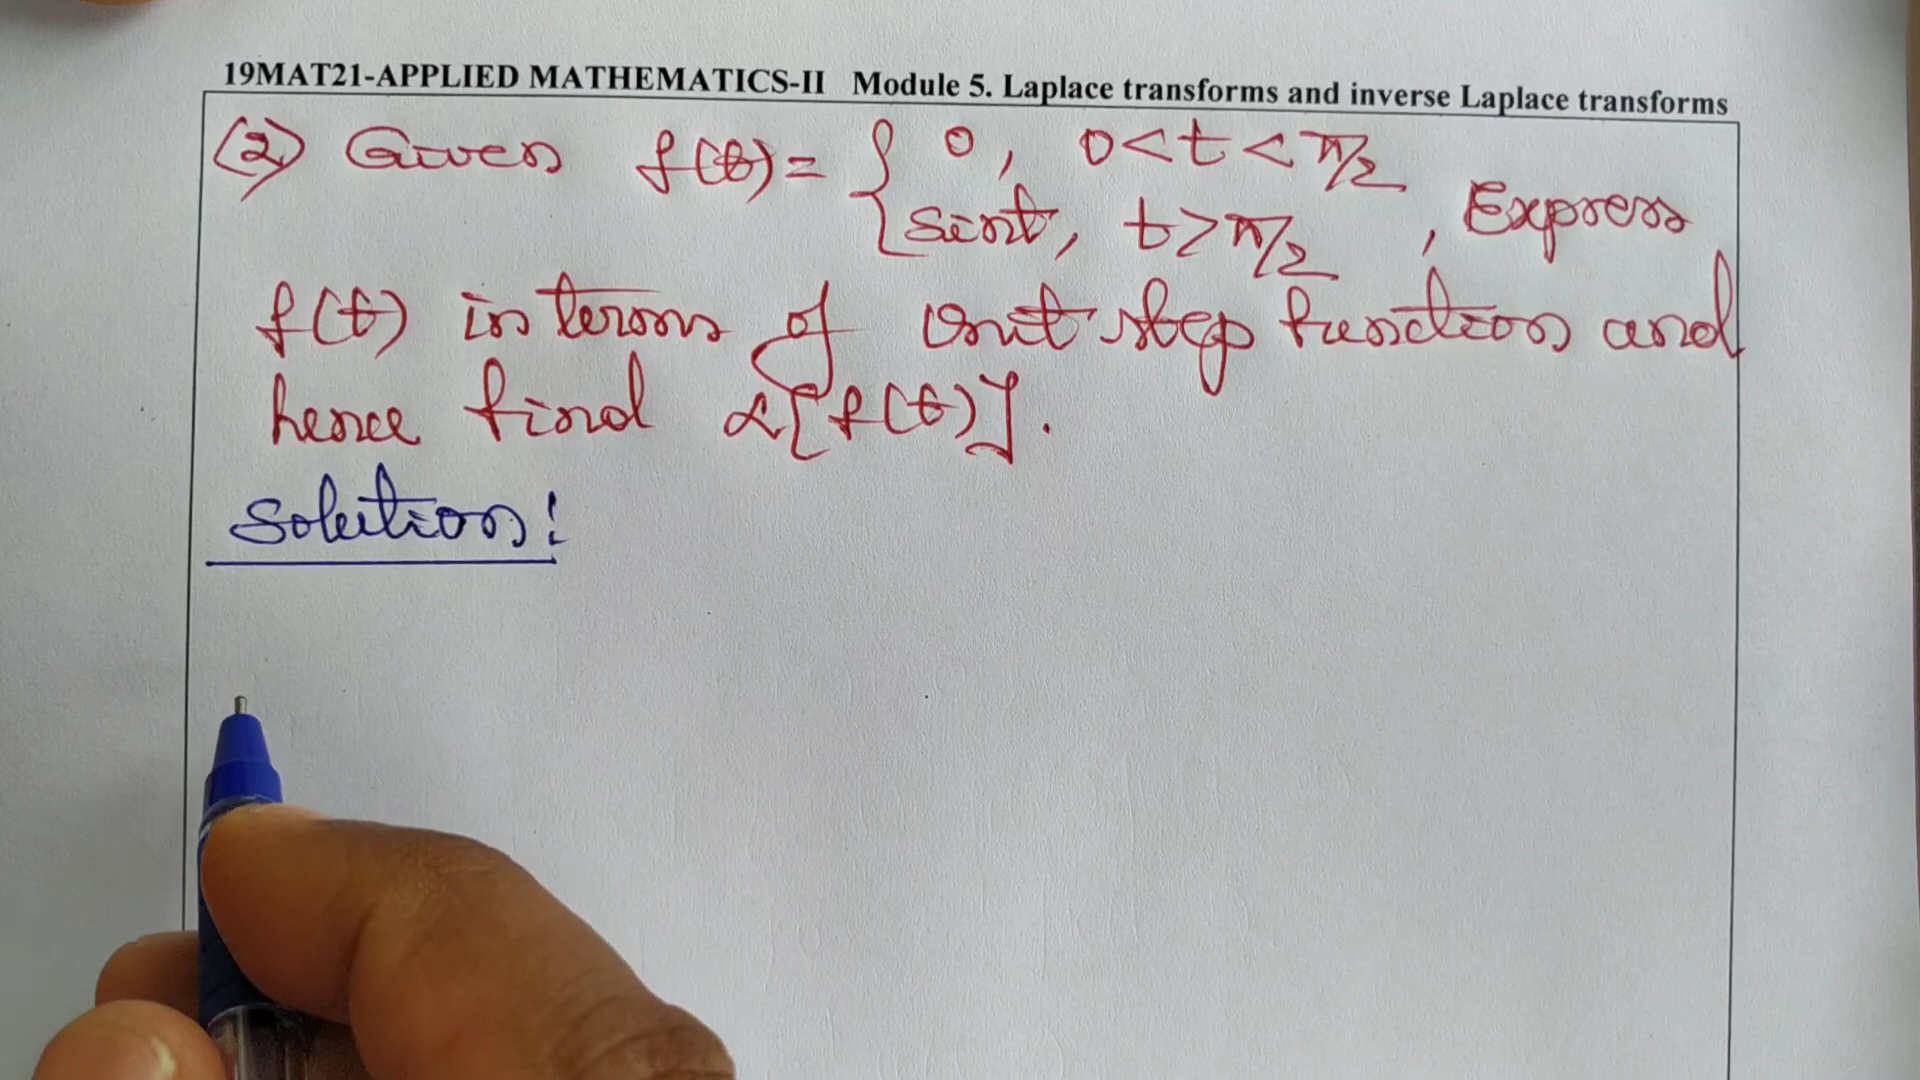 19MAT21-APPLIED MATHEMATICS-II Module 5. Laplace transforms and inverse Laplace transforms
(2) Given f(t) = { 0, 0<t<π/2
sint, t>π/2 , Express
f(t) in terms of unit step function and
hence find L[f(t)].
Solution: